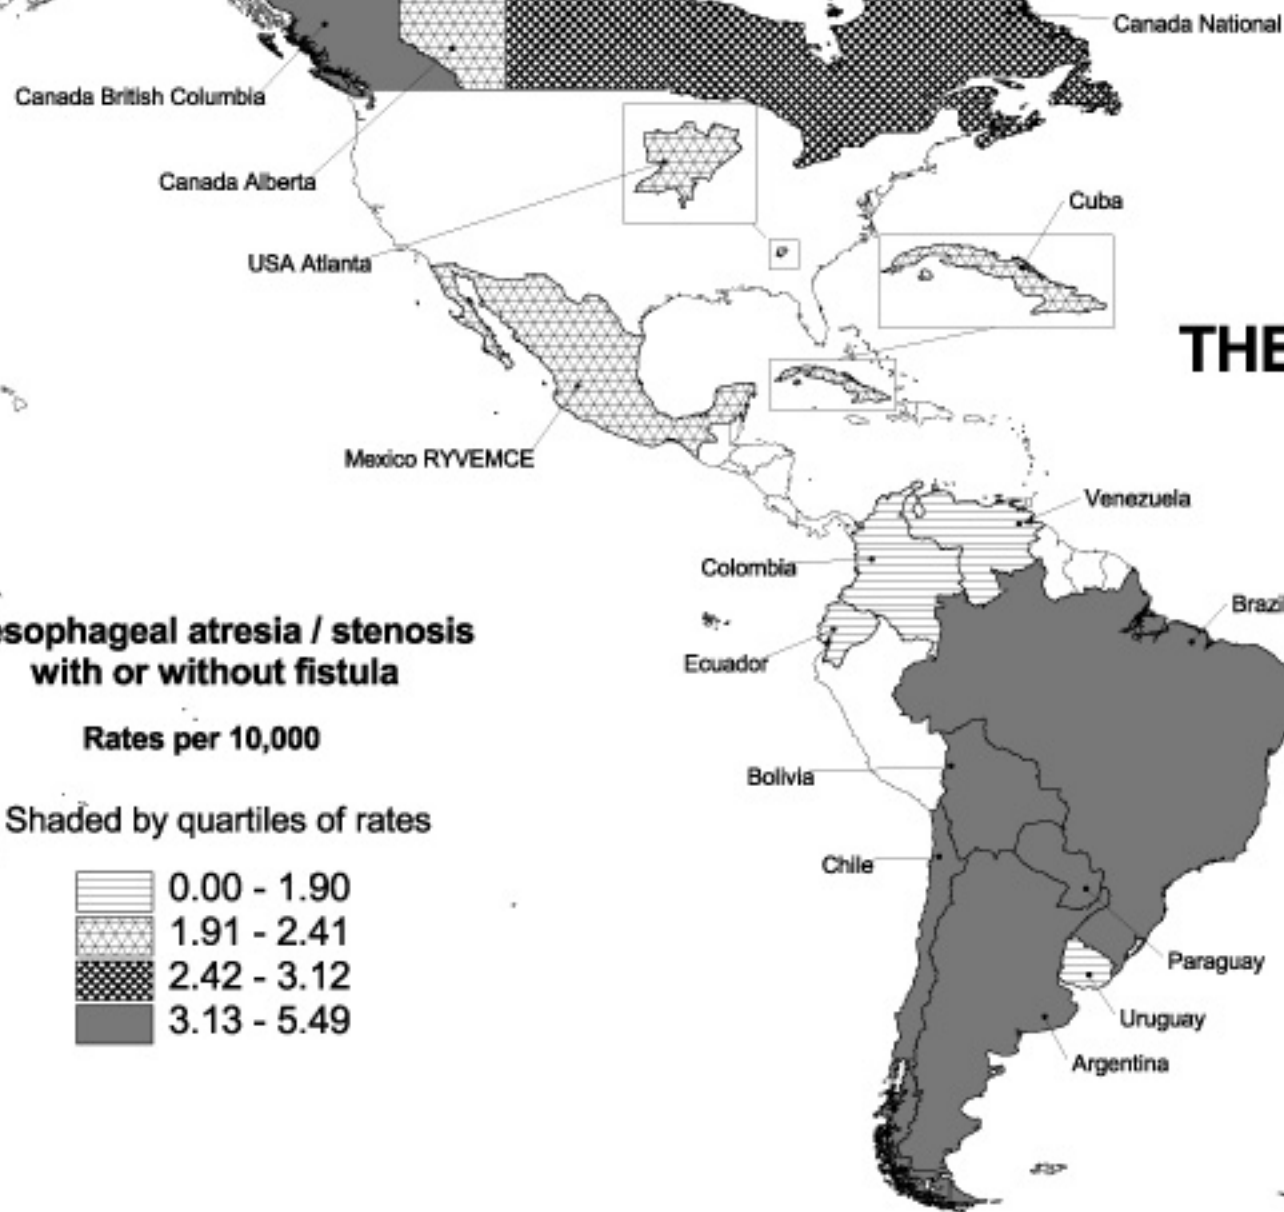 Canada National
Canada British Columbia
Canada Alberta
Cuba
USA Atlanta
THE
Mexico RYVEMCE
Venezuela
Colombia
Brazi
esophageal atresia / stenosis
with or without fistula
Ecuador
Rates per 10,000
Bolivia
Shaded by quartiles of rates
Chile
0.00 - 1.90
1.91 - 2.41
2.42 - 3.12
3.13 - 5.49
Paraguay
Uruguay
Argentina